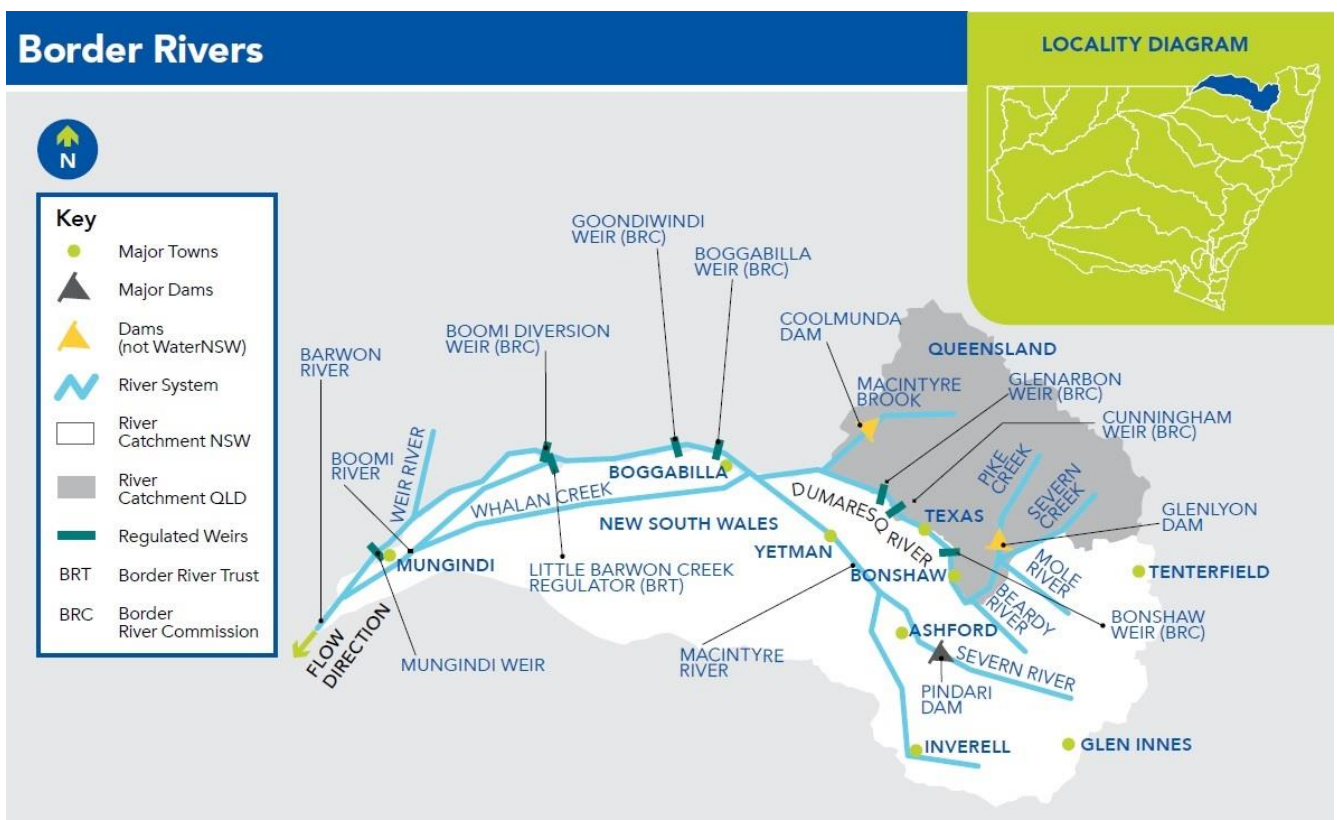 Border Rivers
LOCALITY DIAGRAM
N
Key
Major Towns
Major Dams
Dams
(not WaterNSW)
River System
River
Catchment NSW
River
Catchment QLD
Regulated Weirs
BRT
Border River Trust
BRC
Border
River Commission
GOONDIWINDI
WEIR (BRC)
BOGGABILLA
WEIR (BRC)
BOOMI DIVERSION
WEIR (BRC)
BARWON
RIVER
BOOMI
RIVER
WEIR RIVER
COOLMUNDA
DAM
QUEENSLAND
MACINTYRE
BROOK
GLENARBON
WEIR (BRC)
CUNNINGHAM
WEIR (BRC)
PIKE
CREEK
SEVERN
CREEK
GLENLYON
DAM
BOGGABILLA
WHALAN CREEK
NEW SOUTH WALES
DUMARESQ RIVER
TEXAS
YETMAN
MUNGINDI
LITTLE BARWON CREEK
REGULATOR (BRT)
BONSHAW
MOLE
RIVER
TENTERFIELD
BEARDY
RIVER
BONSHAW
WEIR (BRC)
FLOW
DIRECTION
MUNGINDI WEIR
MACINTYRE
RIVER
ASHFORD
SEVERN RIVER
PINDARI
DAM
INVERELL
GLEN INNES